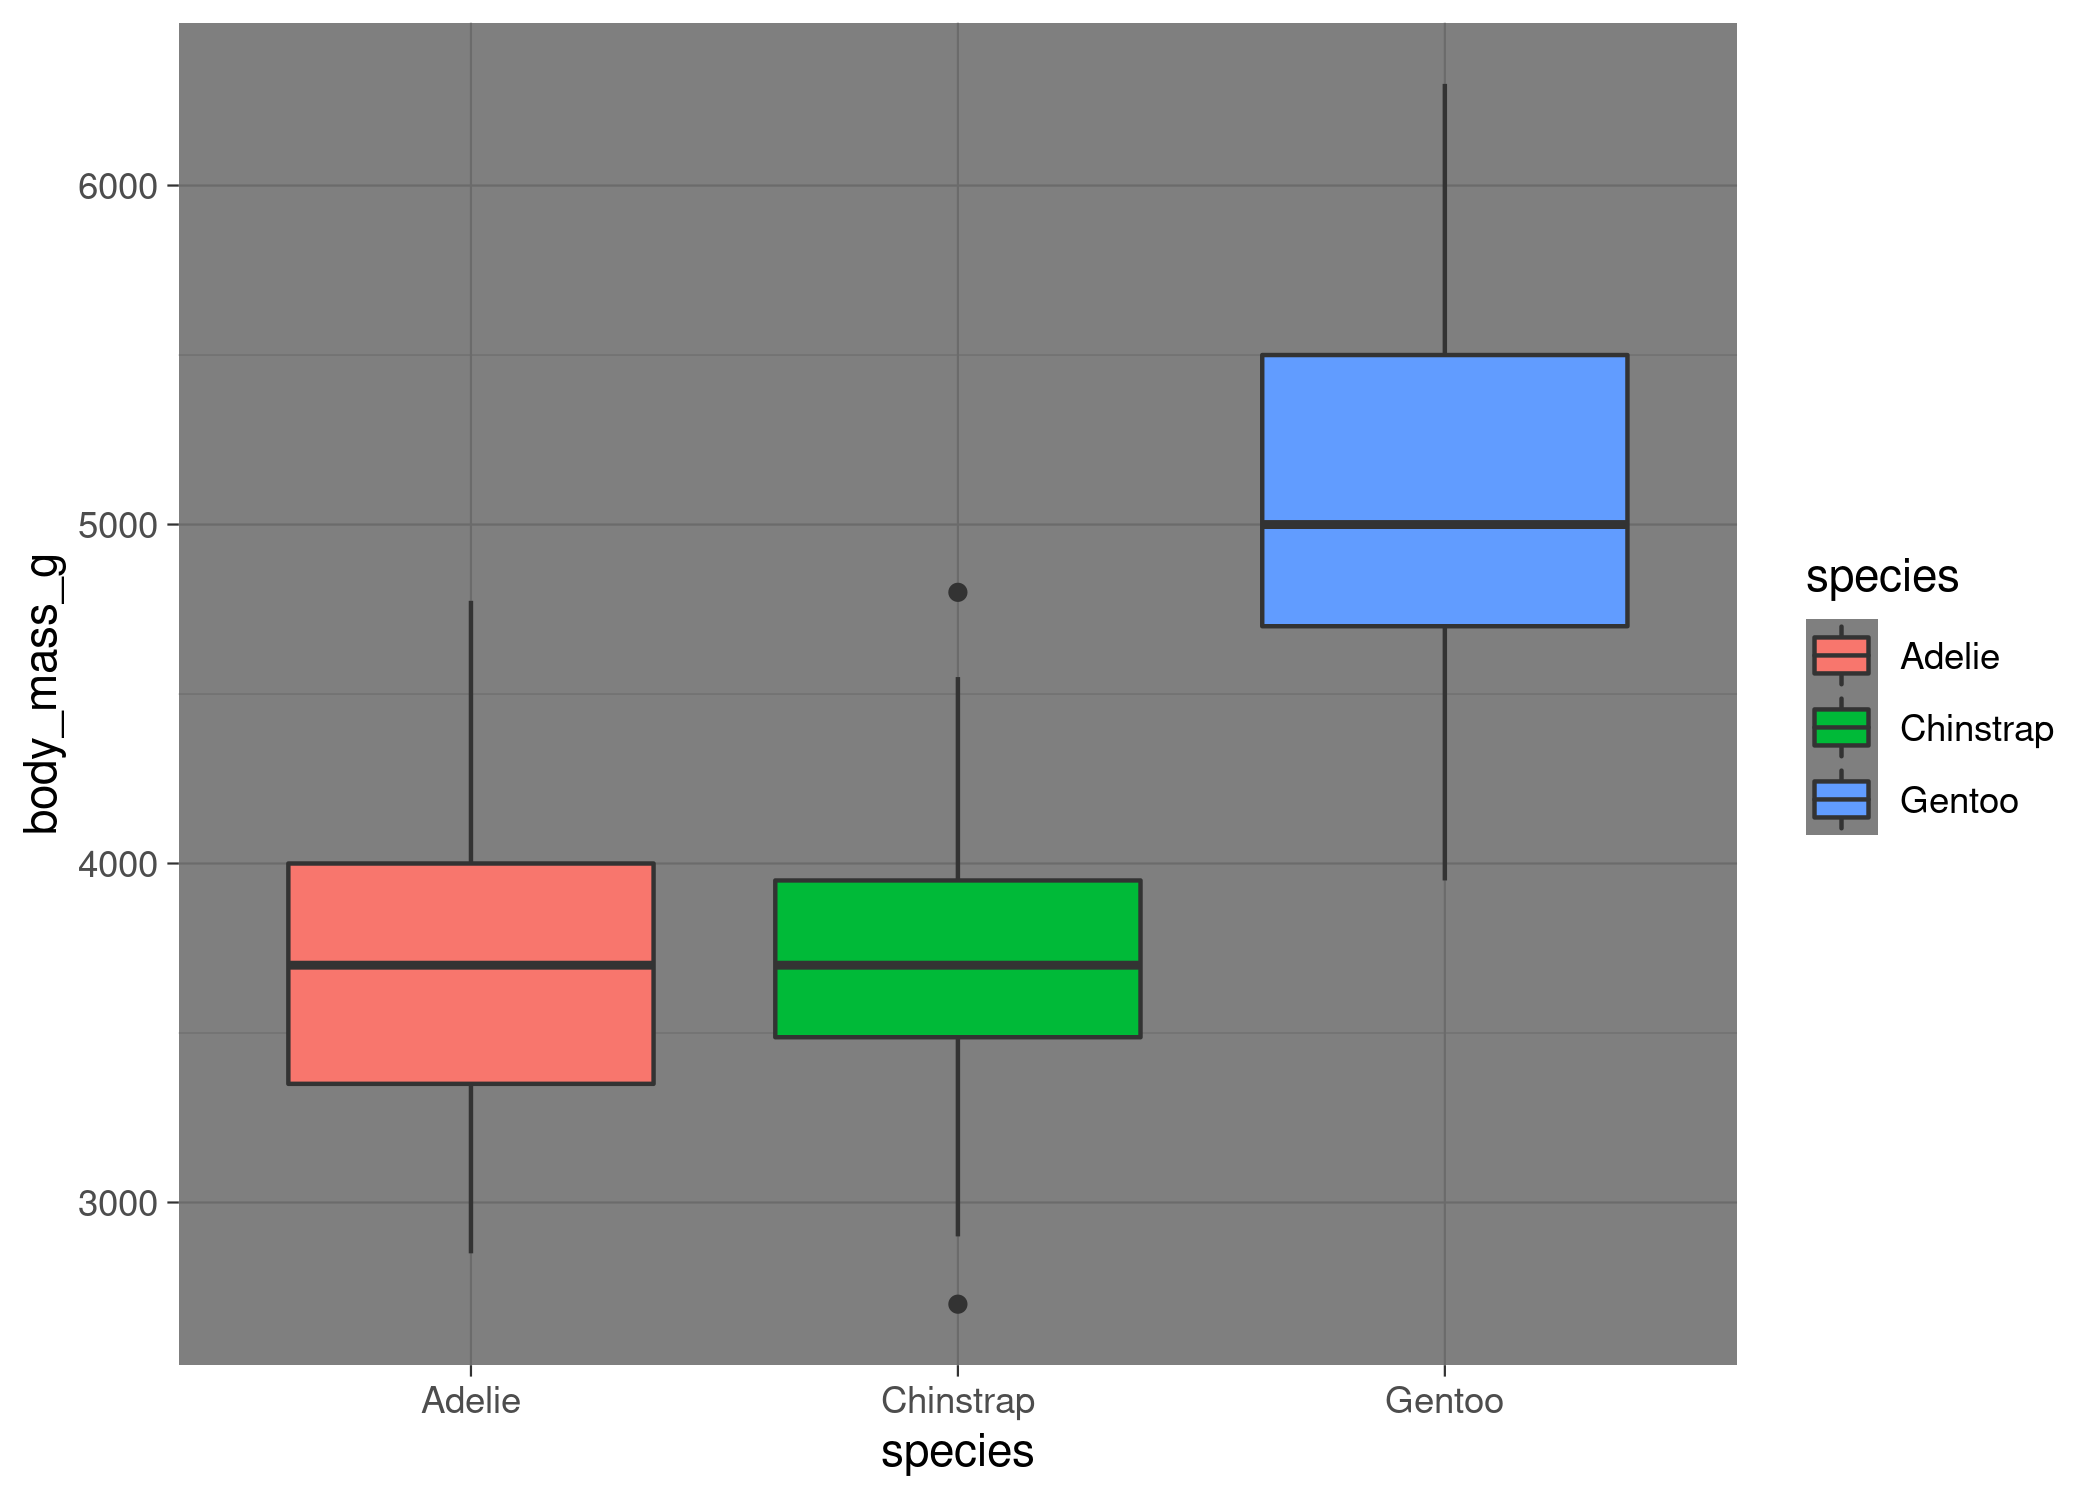 body_mass_g
6000
5000
4000
3000
Adelie
Chinstrap
Gentoo
species
species
Adelie
Chinstrap
Gentoo